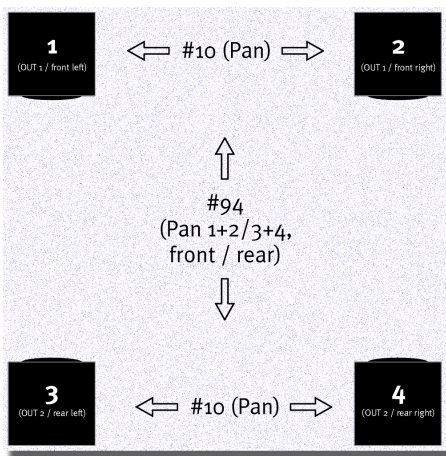 1
(OUT 1 / front left)
#10 (Pan)
2
(OUT 1 / front right)
#94
(Pan 1+2/3+4,
front / rear)
3
(OUT 2 / rear left)
#10 (Pan)
4
(OUT 2 / rear right)